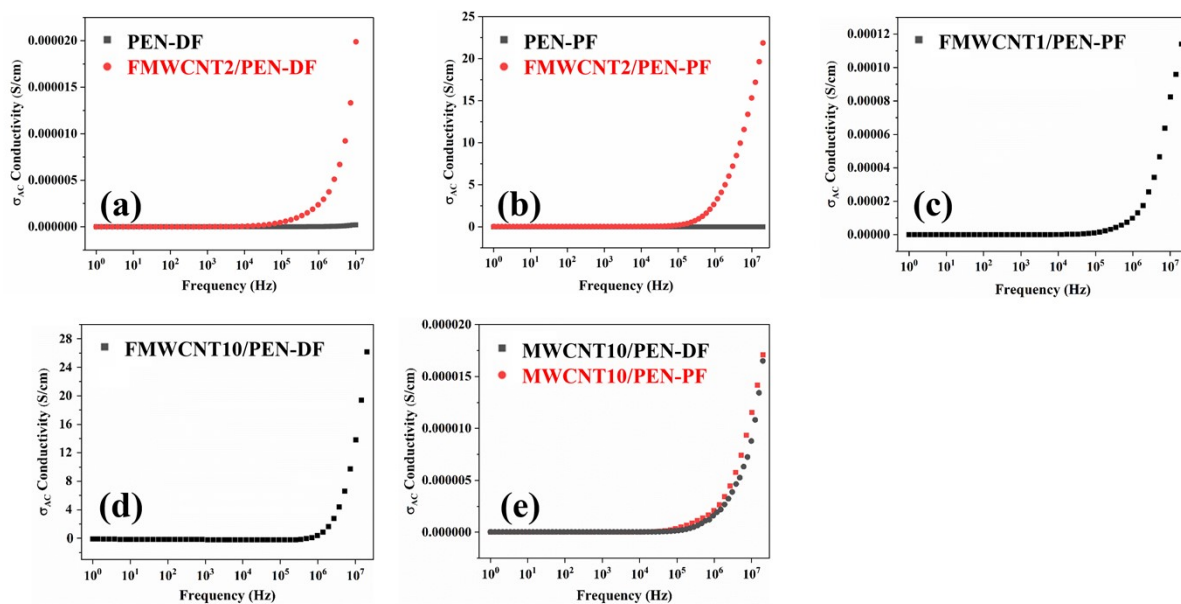 PEN-DF
FMWCNT2/PEN-DF
0.000020
0.000015
0.000010
0.000005
0.000000
σAC Conductivity (S/cm)
(a)
10^0 10^1 10^2 10^3 10^4 10^5 10^6 10^7
Frequency (Hz)
PEN-PF
FMWCNT2/PEN-PF
25
20
15
10
5
0
σAC Conductivity (S/cm)
(b)
10^0 10^1 10^2 10^3 10^4 10^5 10^6 10^7
Frequency (Hz)
FMWCNT1/PEN-PF
0.00012
0.00010
0.00008
0.00006
0.00004
0.00002
0.00000
σAC Conductivity (S/cm)
(c)
10^0 10^1 10^2 10^3 10^4 10^5 10^6 10^7
Frequency (Hz)
FMWCNT10/PEN-DF
28
24
20
16
12
8
4
0
σAC Conductivity (S/cm)
(d)
10^0 10^1 10^2 10^3 10^4 10^5 10^6 10^7
Frequency (Hz)
MWCNT10/PEN-DF
MWCNT10/PEN-PF
0.000020
0.000015
0.000010
0.000005
0.000000
σAC Conductivity (S/cm)
(e)
10^0 10^1 10^2 10^3 10^4 10^5 10^6 10^7
Frequency (Hz)